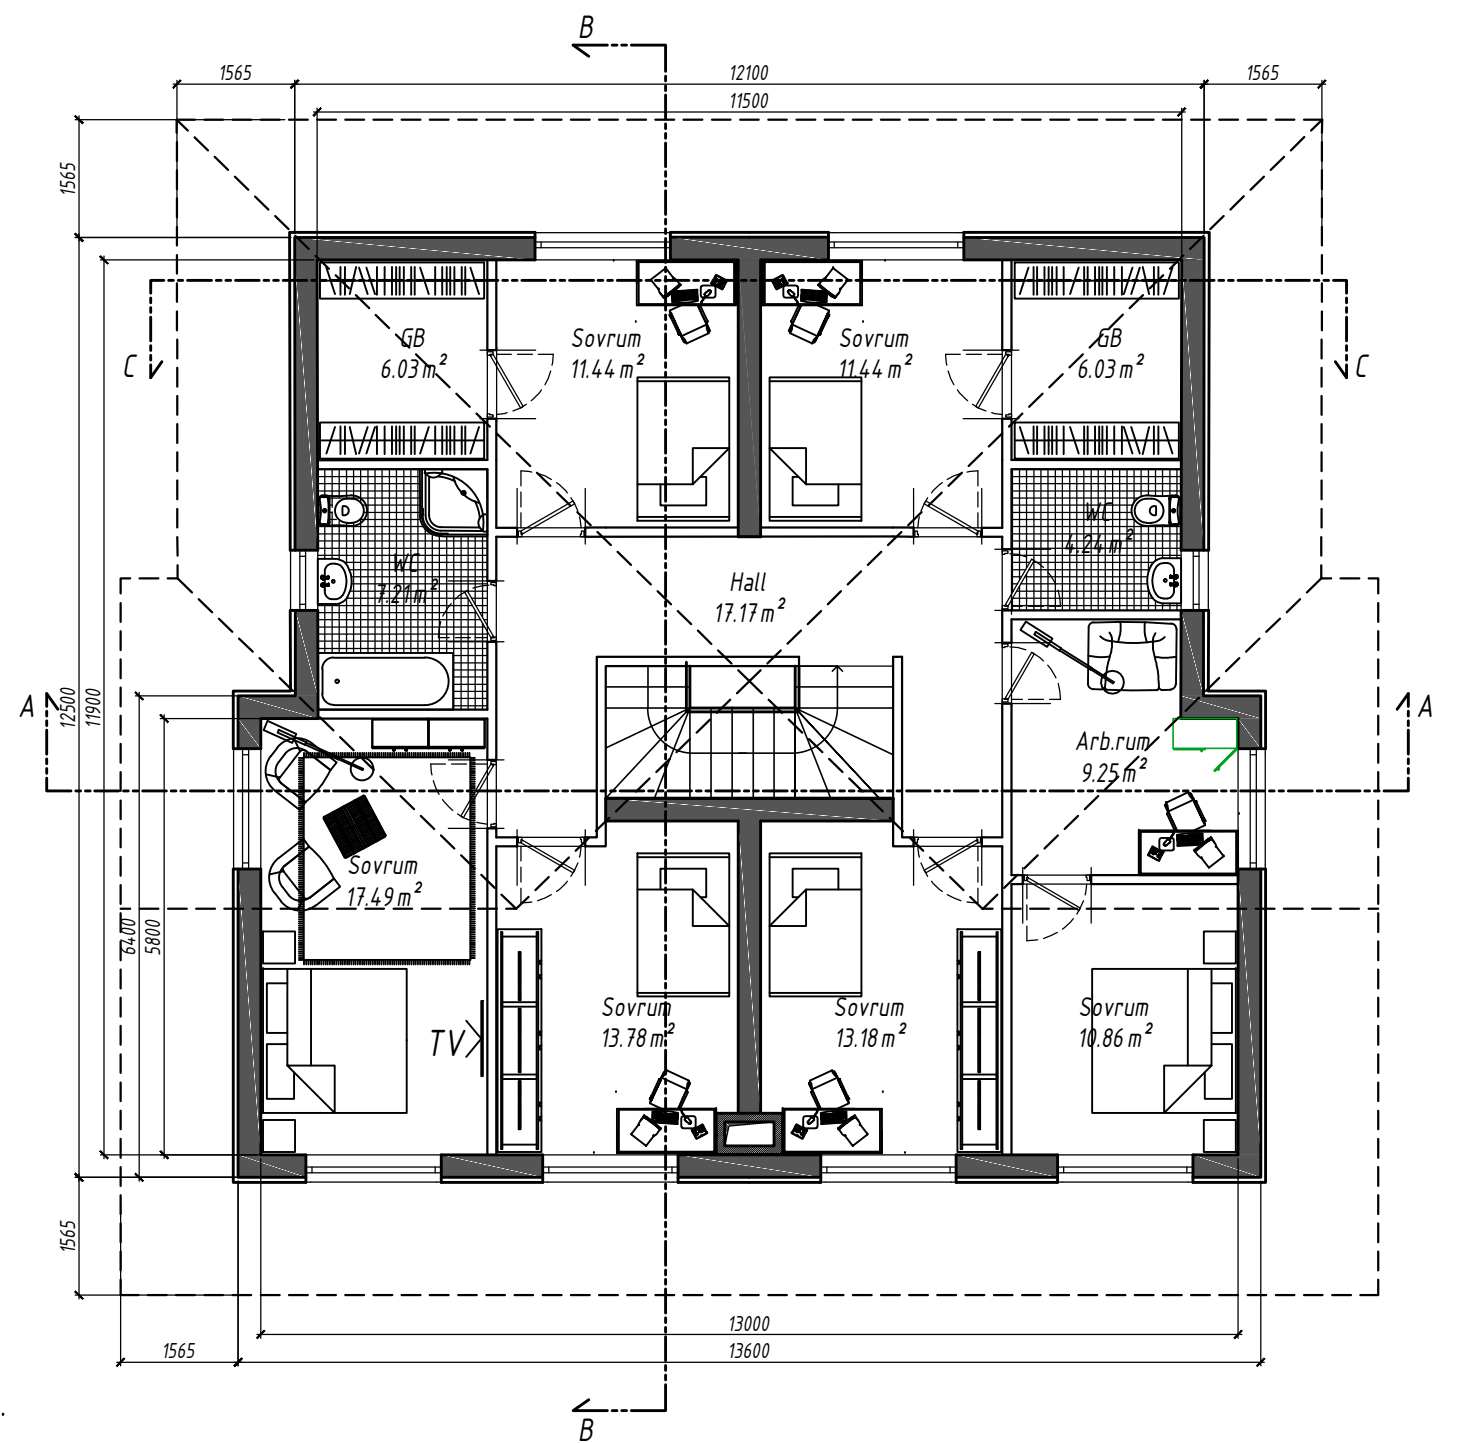 B
1565
12100
1565
11500
1565
GB
6.03 m²
Sovrum
11.44 m²
Sovrum
11.44 m²
GB
6.03 m²
C
C
WC
7.21 m²
WC
4.24 m²
Hall
17.17 m²
A
12500
11900
A
Arb.rum
9.25 m²
Sovrum
17.49 m²
6400
5800
Sovrum
13.78 m²
Sovrum
13.18 m²
Sovrum
10.86 m²
TV
1565
13000
1565
13600
B